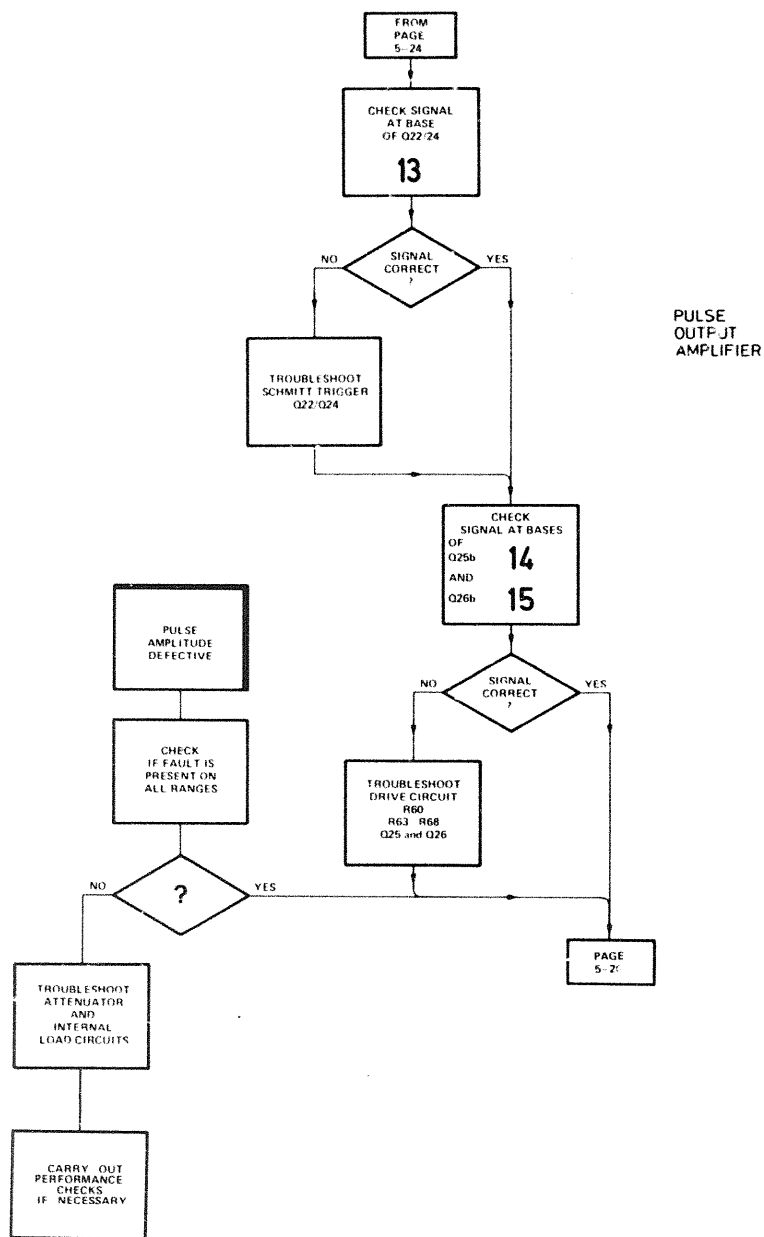 FROM
PAGE
5-24
CHECK SIGNAL
AT BASE
OF Q22/24
13
NO
SIGNAL
CORRECT
?
YES
PULSE
OUTPUT
AMPLIFIER
TROUBLESHOOT
SCHMITT TRIGGER
Q22/Q24
CHECK
SIGNAL AT BASES
OF
Q25b 14
AND
Q26b 15
PULSE
AMPLITUDE
DEFECTIVE
NO
SIGNAL
CORRECT
?
YES
CHECK
IF FAULT IS
PRESENT ON
ALL RANGES
TROUBLESHOOT
DRIVE CIRCUIT
R60
R63 R68
Q25 and Q26
NO
?
YES
PAGE
TROUBLESHOOT
ATTENUATOR
AND
INTERNAL
LOAD CIRCUITS
CARRY OUT
PERFORMANCE
CHECKS
IF NECESSARY